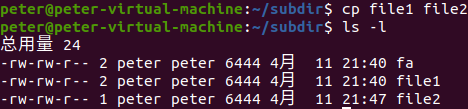 peter@peter-virtual-machine:~/subdir$ cp file1 file2
peter@peter-virtual-machine:~/subdir$ ls -l
总用量 24
-rw-rw-r-- 2 peter peter 6444 4月  11 21:40 fa
-rw-rw-r-- 2 peter peter 6444 4月  11 21:40 file1
-rw-rw-r-- 1 peter peter 6444 4月  11 21:47 file2